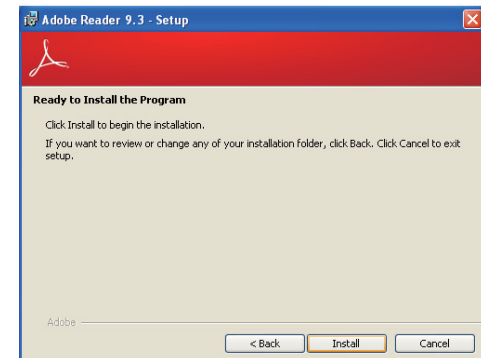 Adobe Reader 9.3 - Setup
Ready to Install the Program
Click Install to begin the installation.
If you want to review or change any of your installation folder, click Back. Click Cancel to exit
setup.
Adobe
< Back Install Cancel